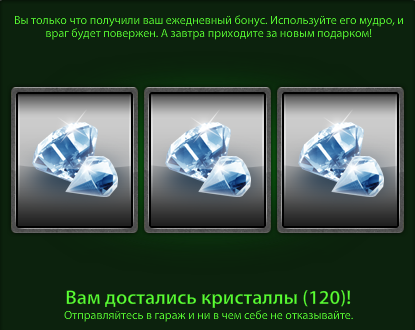 Вы только что получили ваш ежедневный бонус. Используйте его мудро, и
враг будет повержен. А завтра приходите за новым подарком!
Вам достались кристаллы (120)!
Отправляйтесь в гараж и ни в чем себе не отказывайте.